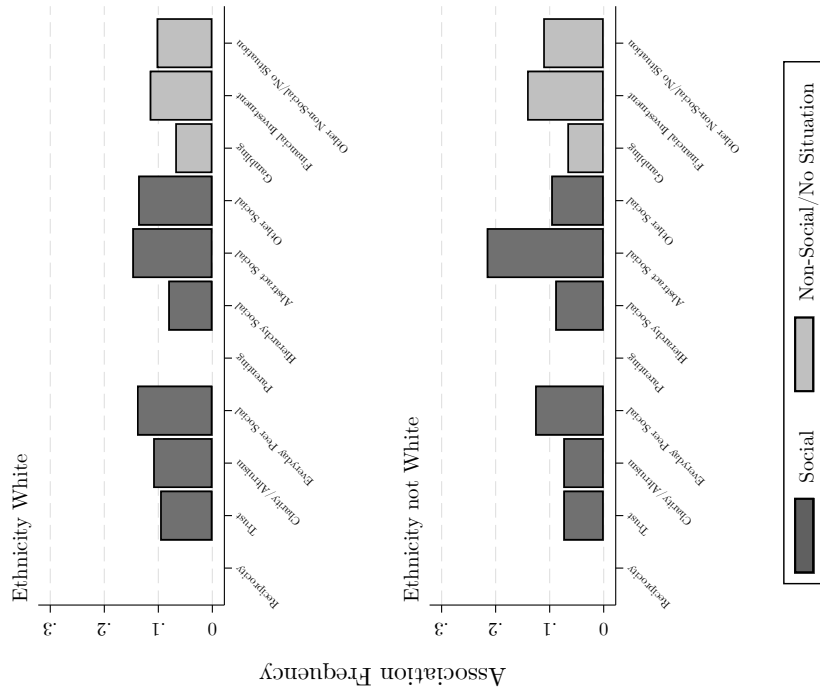 Ethnicity White
.3
.2
.1
0
Reciprocity
Trust
Charity/Altruism
Everyday Peer Social
Parenting
Hierarchy Social
Abstract Social
Other Social
Gambling
Financial Investment
Other Non-Social/No Situation
Ethnicity not White
.3
.2
.1
0
Reciprocity
Trust
Charity/Altruism
Everyday Peer Social
Parenting
Hierarchy Social
Abstract Social
Other Social
Gambling
Financial Investment
Other Non-Social/No Situation
Association Frequency
Social
Non-Social/No Situation